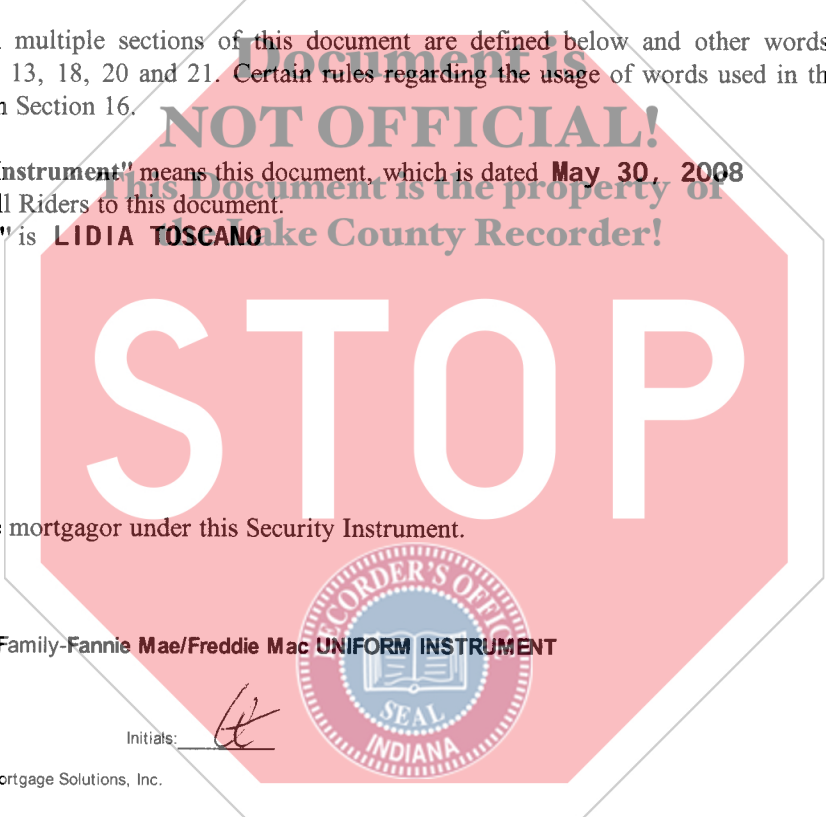 multiple sections of this document are defined below and other words
Document is
13, 18, 20 and 21. Certain rules regarding the usage of words used in
Section 16.
NOT OFFICIAL!
Instrument" means this document, which is dated May 30, 2008
This Document is the property of
Riders to this document.
the Lake County Recorder!
" is LIDIA TOSCANO
STOP
mortgagor under this Security Instrument.
RECORDER'S OFFICE
Family-Fannie Mae/Freddie Mac UNIFORM INSTRUMENT
SEAL
INDIANA
Initials:
ortgage Solutions, Inc.